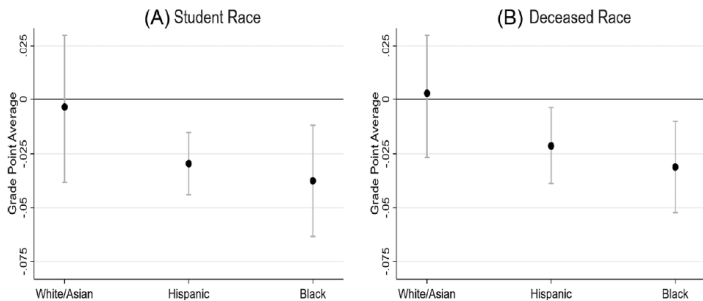 (A) Student Race
Grade Point Average
.025
0
-.025
-.05
-.075
White/Asian Hispanic Black
(B) Deceased Race
Grade Point Average
.025
0
-.025
-.05
-.075
White/Asian Hispanic Black